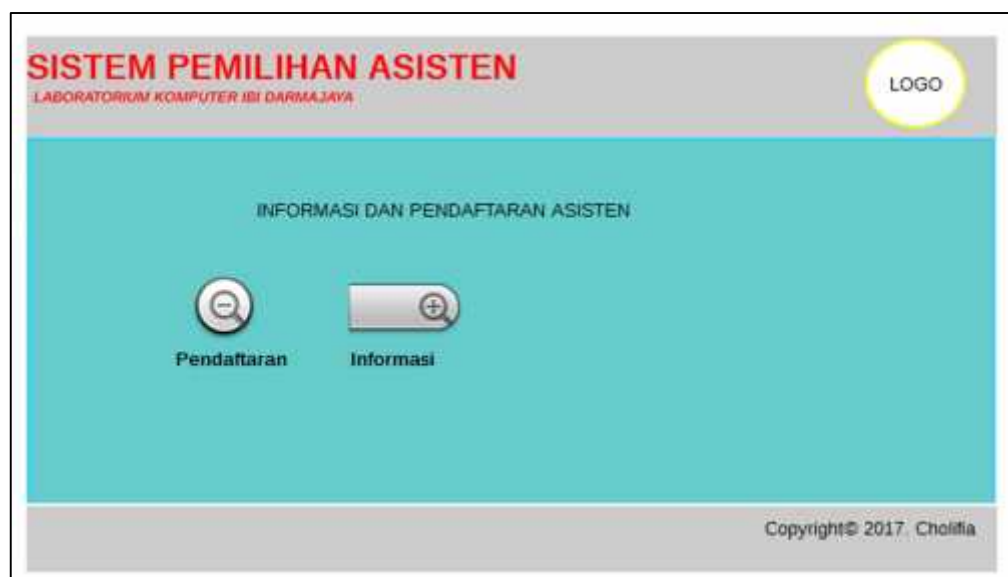 SISTEM PEMILIHAN ASISTEN
LABORATORIUM KOMPUTER IBI DARMAJAYA
LOGO
INFORMASI DAN PENDAFTARAN ASISTEN
Pendaftaran
Informasi
Copyright© 2017. Cholifia